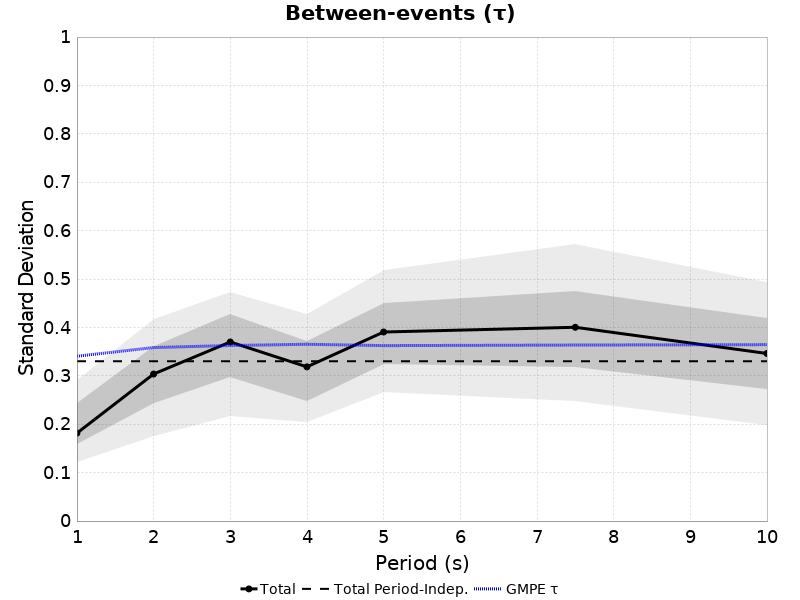 Between-events (τ)
1
0.9
0.8
0.7
0.6
0.5
0.4
0.3
0.2
0.1
0
Standard Deviation
1 2 3 4 5 6 7 8 9 10
Period (s)
Total Total Period-Indep. GMPE τ